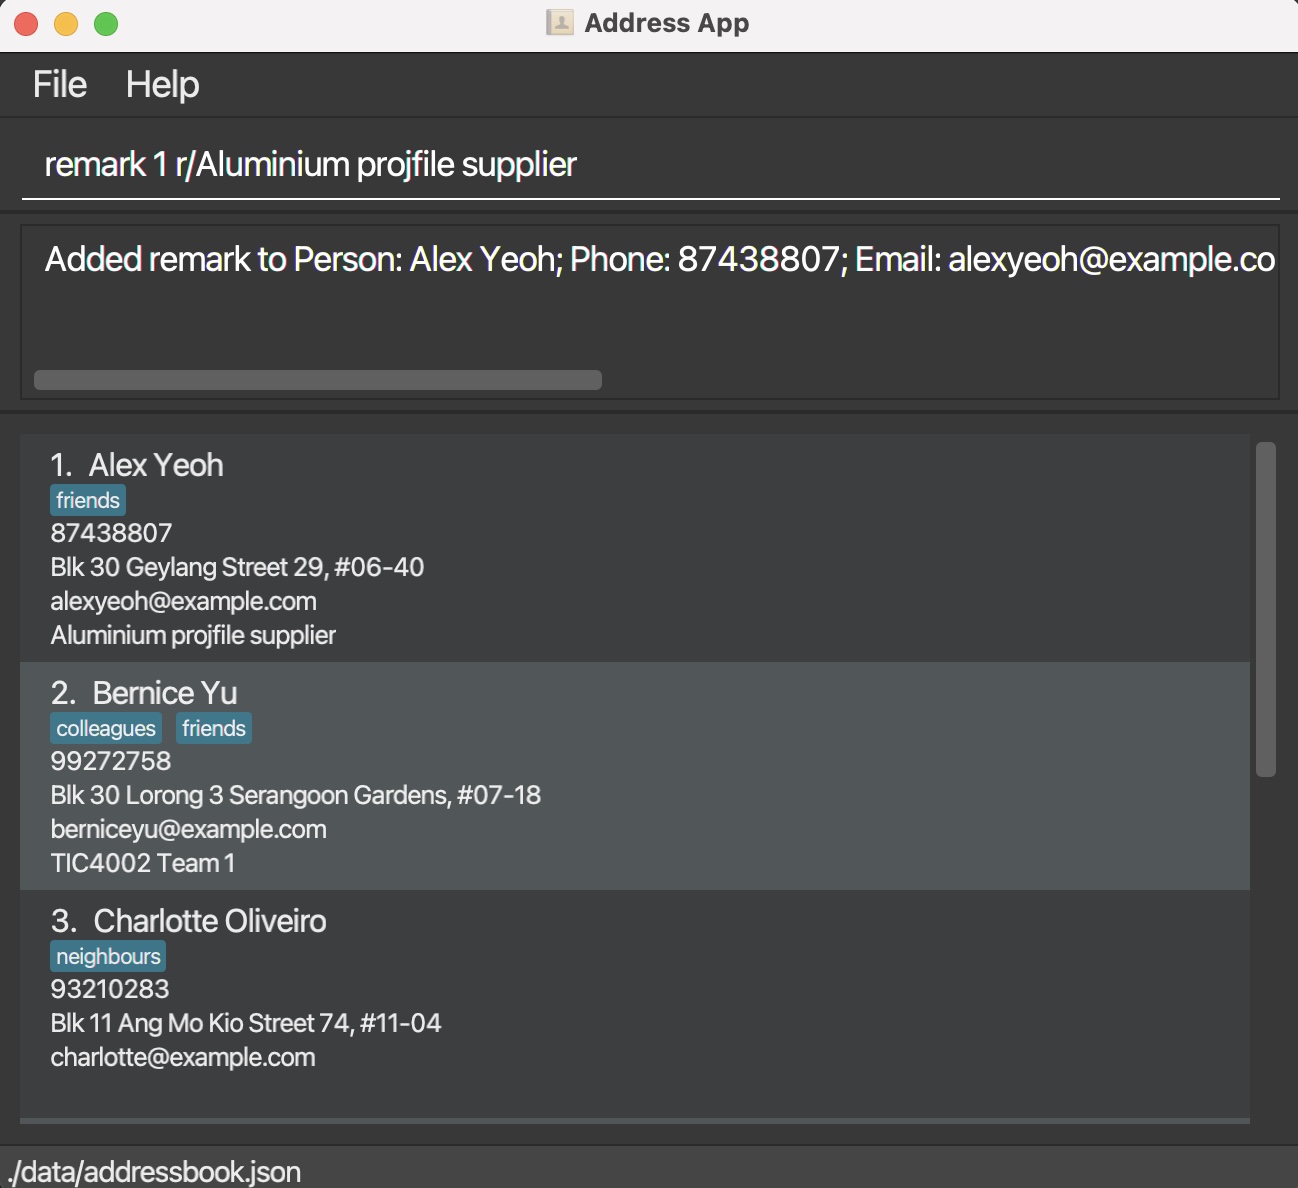 Address App
File Help
remark 1 r/Aluminium projfile supplier
Added remark to Person: Alex Yeoh; Phone: 87438807; Email: alexyeoh@example.co
1. Alex Yeoh
friends
87438807
Blk 30 Geylang Street 29, #06-40
alexyeoh@example.com
Aluminium projfile supplier
2. Bernice Yu
colleagues friends
99272758
Blk 30 Lorong 3 Serangoon Gardens, #07-18
berniceyu@example.com
TIC4002 Team 1
3. Charlotte Oliveiro
neighbours
93210283
Blk 11 Ang Mo Kio Street 74, #11-04
charlotte@example.com
./data/addressbook.json